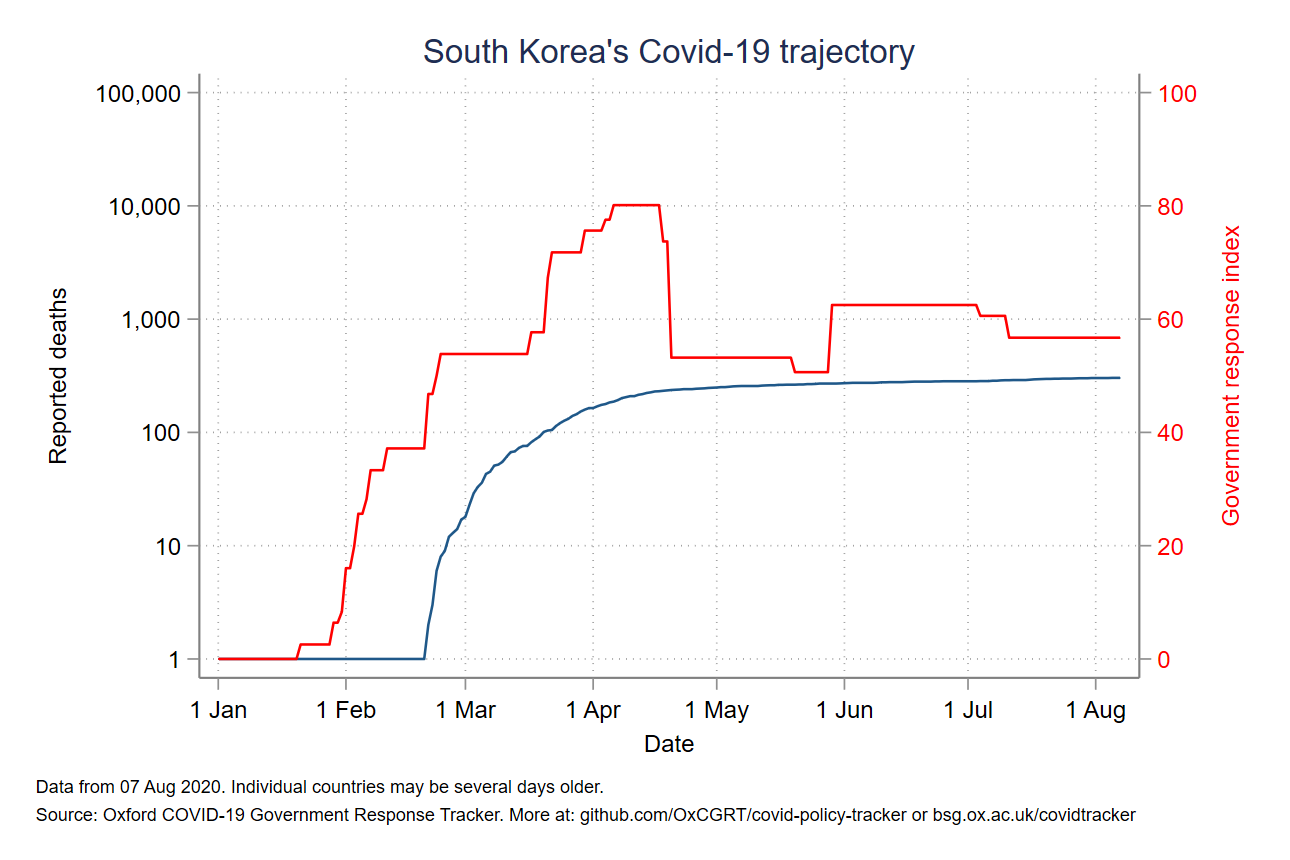 South Korea's Covid-19 trajectory
100,000
10,000
1,000
100
10
1
Reported deaths
100
80
60
40
20
0
Government response index
1 Jan 1 Feb 1 Mar 1 Apr 1 May 1 Jun 1 Jul 1 Aug
Date
Data from 07 Aug 2020. Individual countries may be several days older.
Source: Oxford COVID-19 Government Response Tracker. More at: github.com/OxCGRT/covid-policy-tracker or bsg.ox.ac.uk/covidtracker